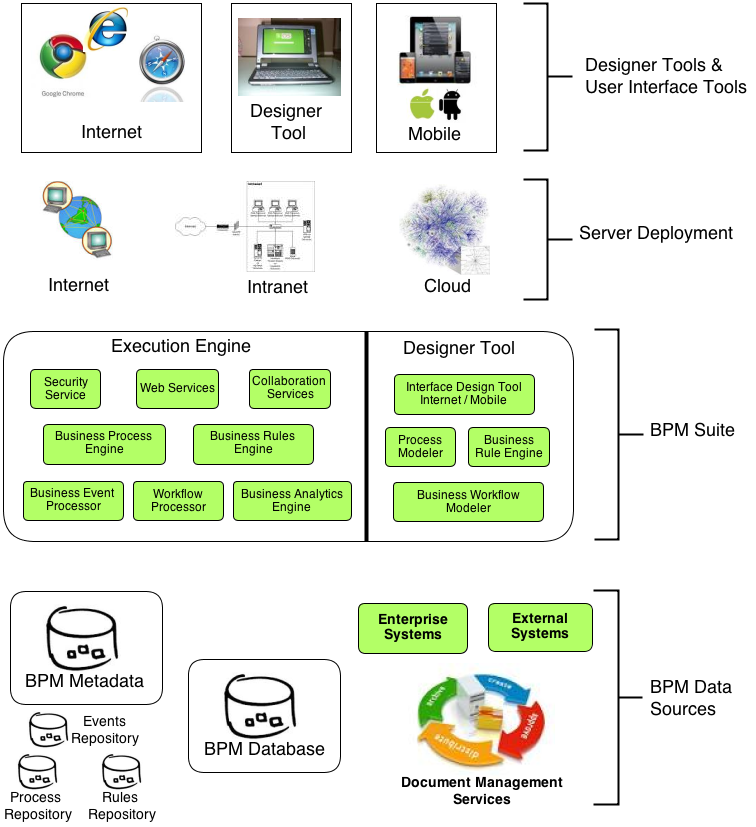 Google Chrome
Internet
Designer
Tool
Mobile
Designer Tools &
User Interface Tools
Internet
Intranet
Intranet
Cloud
Server Deployment
Execution Engine
Designer Tool
Security
Service
Web Services
Collaboration
Services
Business Process
Engine
Business Rules
Engine
Business Event
Processor
Workflow
Processor
Business Analytics
Engine
Interface Design Tool
Internet / Mobile
Process
Modeler
Business
Rule Engine
Business Workflow
Modeler
BPM Suite
BPM Metadata
Events
Repository
Process
Repository
Rules
Repository
BPM Database
Enterprise
Systems
External
Systems
archive
create
approve
distribute
Document Management
Services
BPM Data
Sources